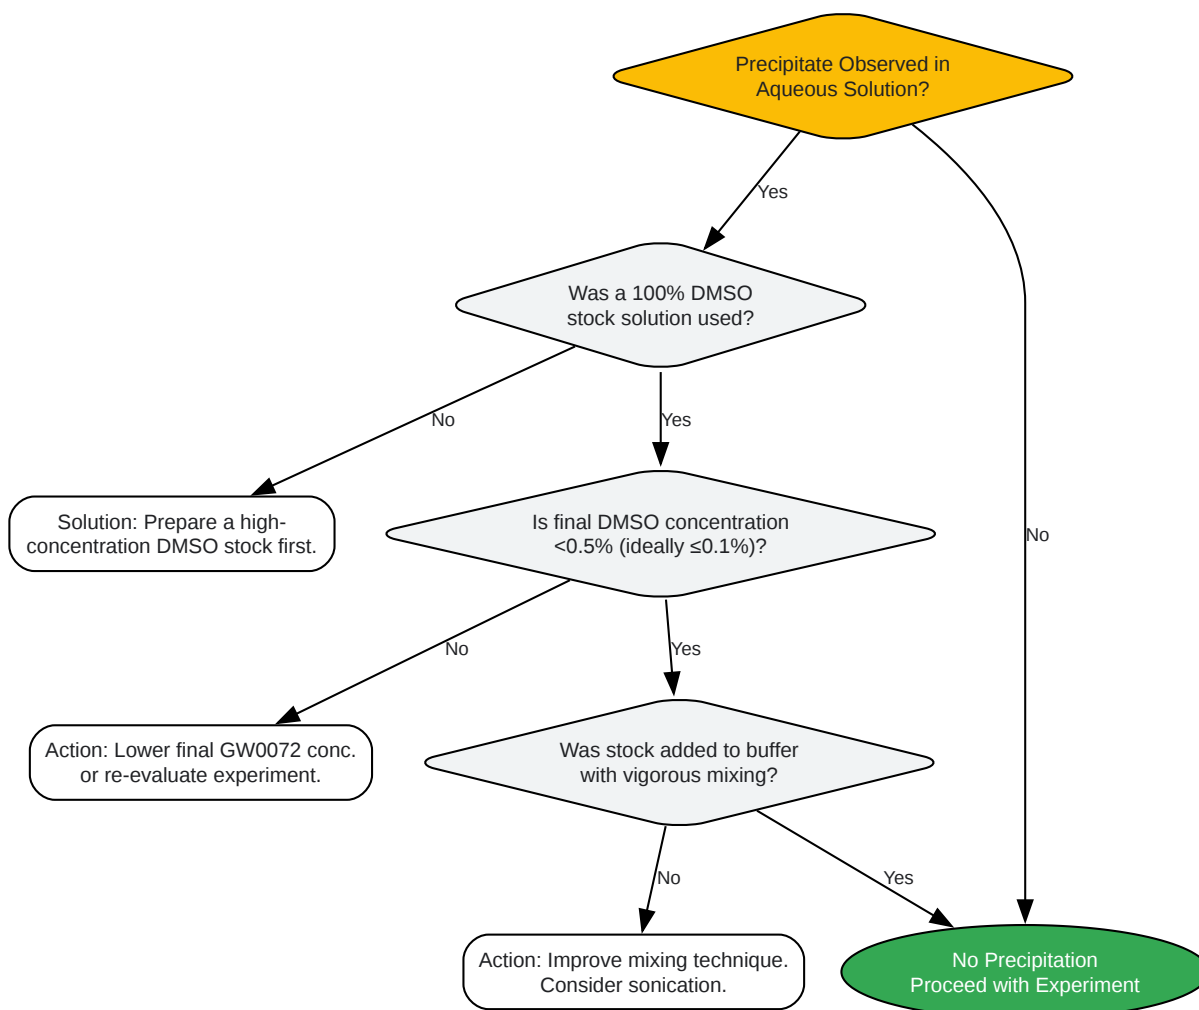 Precipitate Observed in
Aqueous Solution?
Yes
Was a 100% DMSO
stock solution used?
No
Yes
Solution: Prepare a high-
concentration DMSO stock first.
Is final DMSO concentration
<0.5% (ideally ≤0.1%)?
No
No
Yes
Action: Lower final GW0072 conc.
or re-evaluate experiment.
Was stock added to buffer
with vigorous mixing?
No
Yes
Action: Improve mixing technique.
Consider sonication.
No Precipitation
Proceed with Experiment